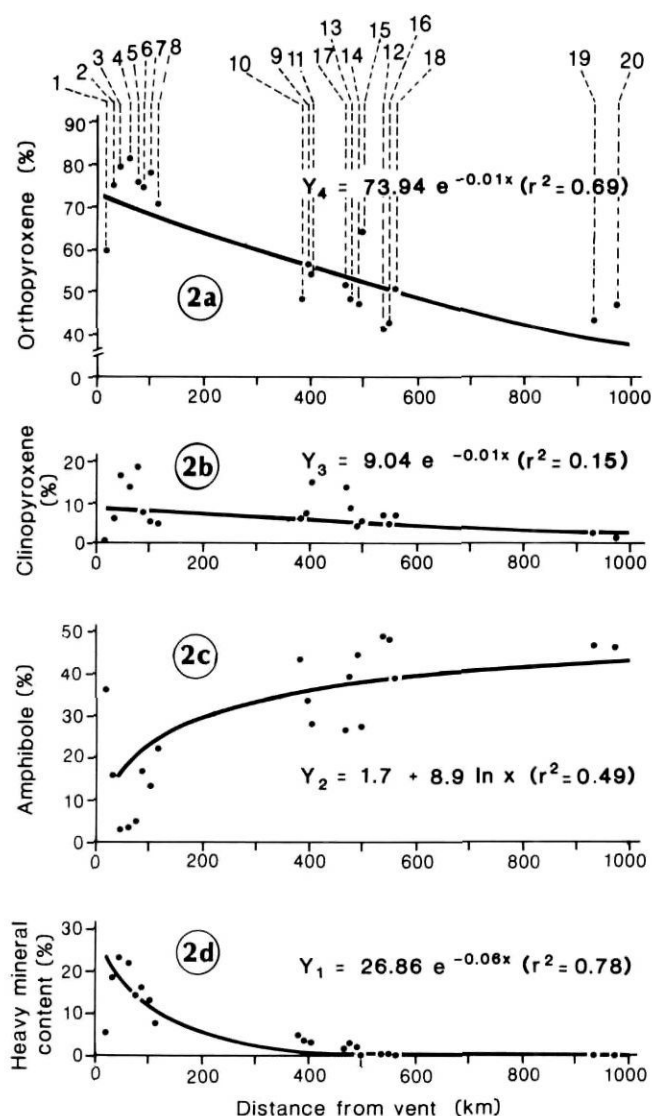 1 2 3 4 5 6 7 8 10 9 11 17 13 14 15 12 16 18 19 20
Orthopyroxene (%)
90
80
70
60
50
40
0
Y₄ = 73.94 e⁻⁰·⁰¹ˣ (r² = 0.69)
2a
0 200 400 600 800 1000
Clinopyroxene (%)
20
10
0
2b
Y₃ = 9.04 e⁻⁰·⁰¹ˣ (r² = 0.15)
0 200 400 600 800 1000
Amphibole (%)
50
40
30
20
10
0
2c
Y₂ = 1.7 + 8.9 ln x (r² = 0.49)
0 200 400 600 800 1000
Heavy mineral content (%)
30
20
10
0
2d
Y₁ = 26.86 e⁻⁰·⁰⁶ˣ (r² = 0.78)
0 200 400 600 800 1000
Distance from vent (km)